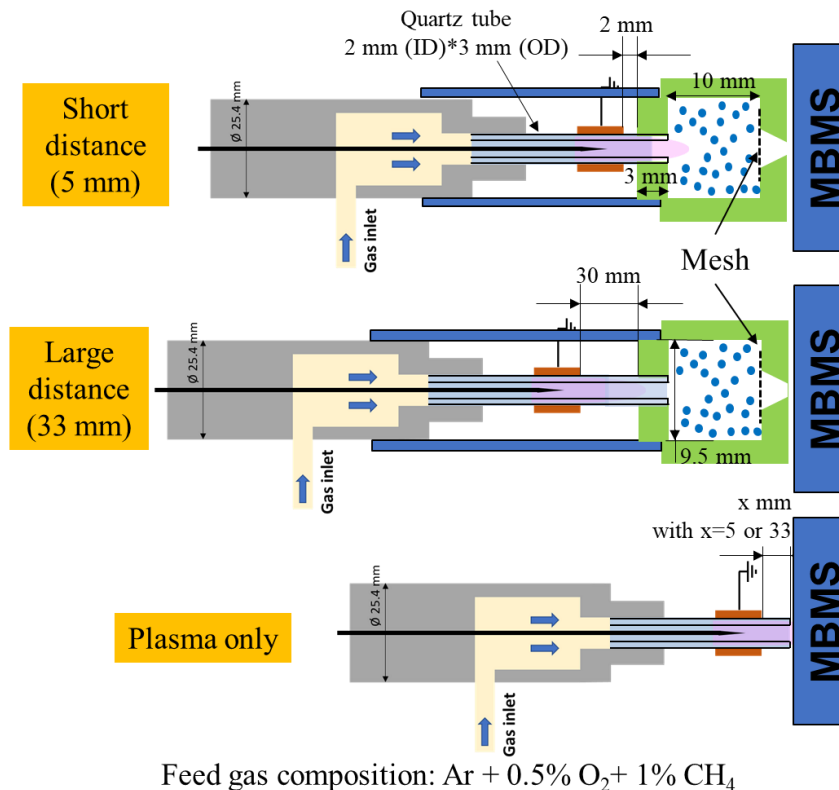 Quartz tube
2 mm (ID)*3 mm (OD)
2 mm
10 mm
Short
distance
(5 mm)
Ø 25.4 mm
3 mm
Gas inlet
MBMS
Mesh
30 mm
Large
distance
(33 mm)
Ø 25.4 mm
9.5 mm
Gas inlet
MBMS
x mm
with x=5 or 33
Plasma only
Ø 25.4 mm
Gas inlet
MBMS
Feed gas composition: Ar + 0.5% O₂+ 1% CH₄